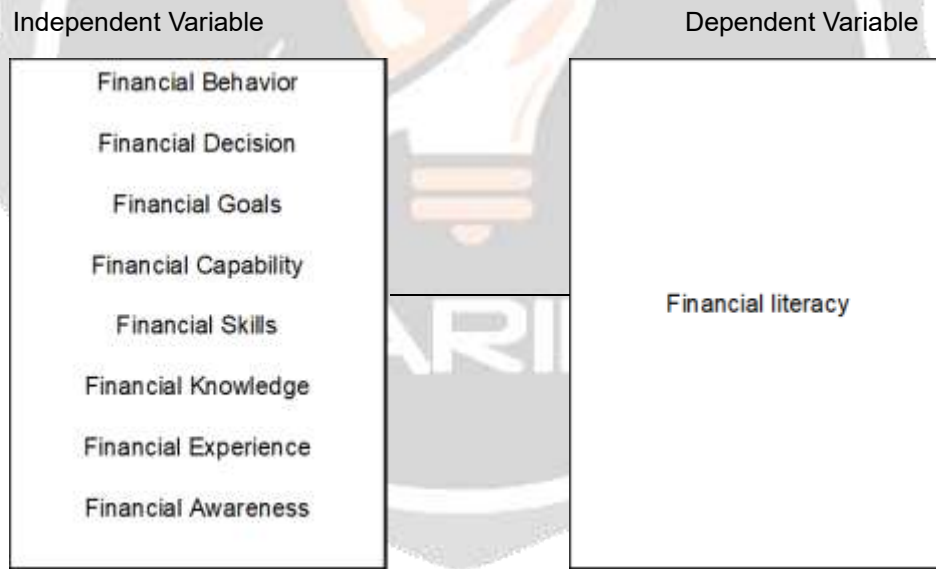 Independent Variable
Dependent Variable
Financial Behavior
Financial Decision
Financial Goals
Financial Capability
Financial Skills
Financial Knowledge
Financial Experience
Financial Awareness
Financial literacy